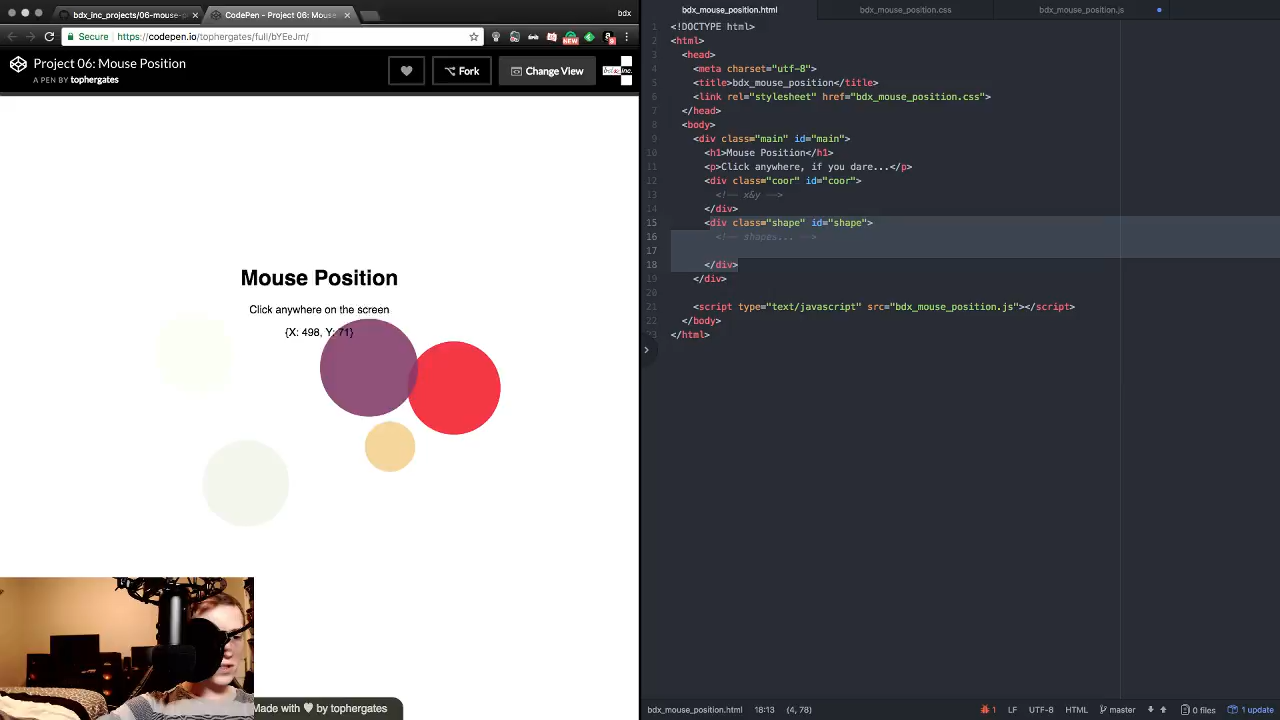 bdx_inc_projects/06-mouse-p
CodePen - Project 06: Mouse
bdx
Secure
https://codepen.io/tophergates/full/bYEeJm/
Project 06: Mouse Position
A PEN BY tophergates
Fork
Change View
Mouse Position
Click anywhere on the screen
{X: 498, Y: 71}
Made with by tophergates
bdx_mouse_position.html
bdx_mouse_position.css
bdx_mouse_position.js
1 <!DOCTYPE html>
2 <html>
3 <head>
4 <meta charset="utf-8">
5 <title>bdx_mouse_position</title>
6 <link rel="stylesheet" href="bdx_mouse_position.css">
7 </head>
8 <body>
9 <div class="main" id="main">
10 <h1>Mouse Position</h1>
11 <p>Click anywhere, if you dare...</p>
12 <div class="coor" id="coor">
13 <!-- x&y -->
14 </div>
15 <div class="shape" id="shape">
16 <!-- shapes... -->
17
18 </div>
19 </div>
20
21 <script type="text/javascript" src="bdx_mouse_position.js"></script>
22 </body>
23 </html>
bdx_mouse_position.html 18:13 (4, 78) 1 LF UTF-8 HTML master 0 files 1 update